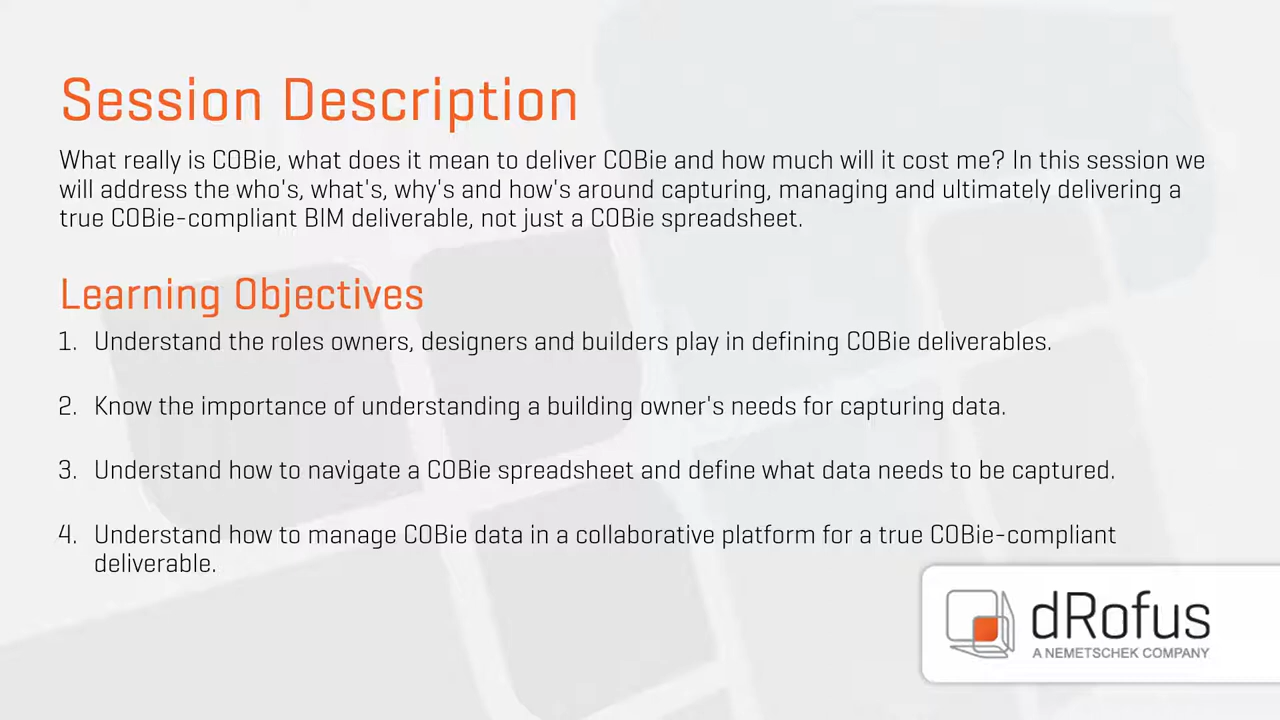 Session Description
What really is COBie, what does it mean to deliver COBie and how much will it cost me? In this session we
will address the who's, what's, why's and how's around capturing, managing and ultimately delivering a
true COBie-compliant BIM deliverable, not just a COBie spreadsheet.
Learning Objectives
1. Understand the roles owners, designers and builders play in defining COBie deliverables.
2. Know the importance of understanding a building owner's needs for capturing data.
3. Understand how to navigate a COBie spreadsheet and define what data needs to be captured.
4. Understand how to manage COBie data in a collaborative platform for a true COBie-compliant
deliverable.
dRofus
A NEMETSCHEK COMPANY